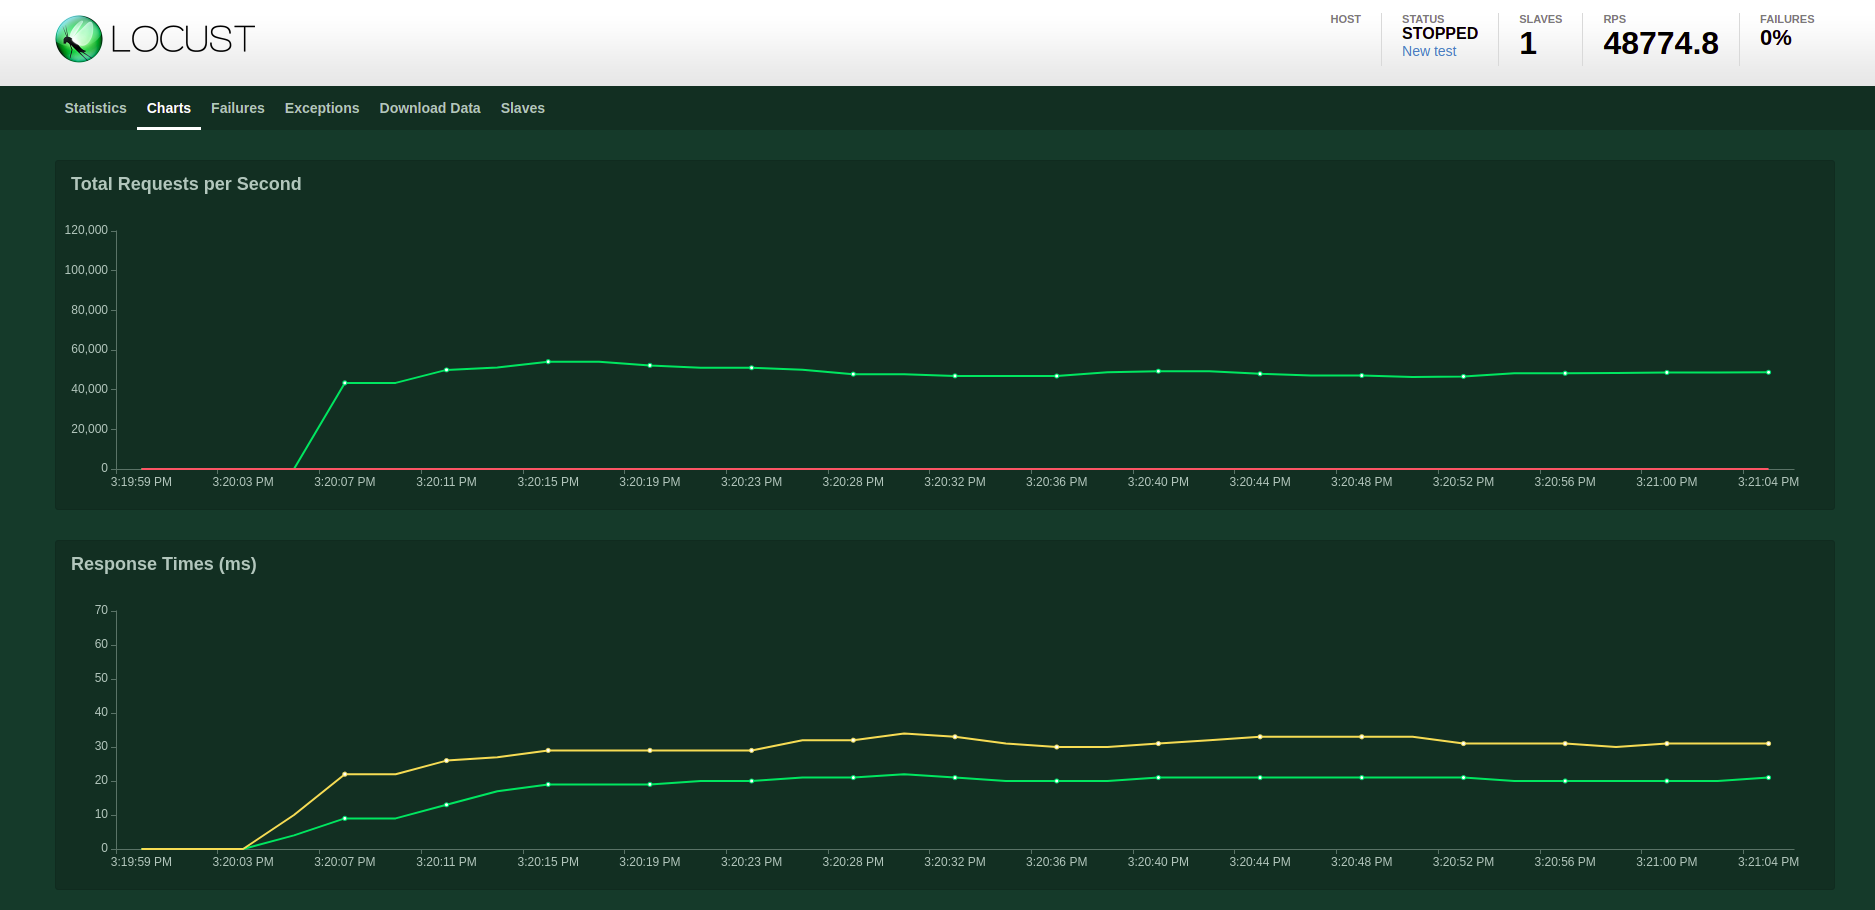 LOCUST
HOST
STATUS
STOPPED
New test
SLAVES
1
RPS
48774.8
FAILURES
0%
Statistics Charts Failures Exceptions Download Data Slaves
Total Requests per Second
120,000
100,000
80,000
60,000
40,000
20,000
0
3:19:59 PM 3:20:03 PM 3:20:07 PM 3:20:11 PM 3:20:15 PM 3:20:19 PM 3:20:23 PM 3:20:28 PM 3:20:32 PM 3:20:36 PM 3:20:40 PM 3:20:44 PM 3:20:48 PM 3:20:52 PM 3:20:56 PM 3:21:00 PM 3:21:04 PM
Response Times (ms)
70
60
50
40
30
20
10
0
3:19:59 PM 3:20:03 PM 3:20:07 PM 3:20:11 PM 3:20:15 PM 3:20:19 PM 3:20:23 PM 3:20:28 PM 3:20:32 PM 3:20:36 PM 3:20:40 PM 3:20:44 PM 3:20:48 PM 3:20:52 PM 3:20:56 PM 3:21:00 PM 3:21:04 PM